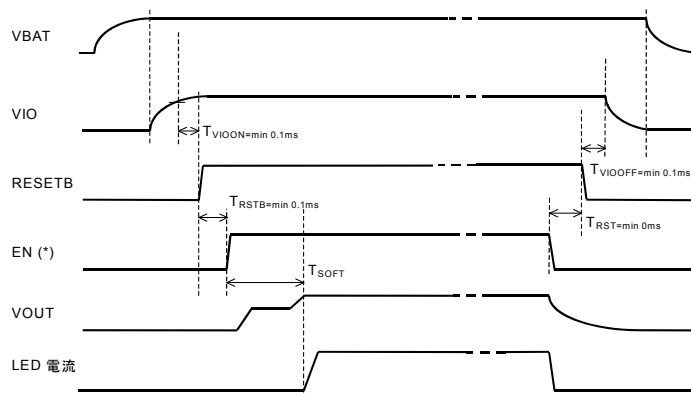 VBAT
VIO
TVIOON=min 0.1ms
TVIOOFF=min 0.1ms
RESETB
TRSTB=min 0.1ms
TRST=min 0ms
EN (*)
TSOFT
VOUT
LED 電流